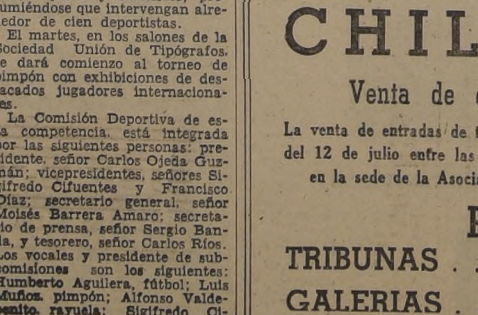 umiéndose que intervengan alre-
dedor de cien deportistas.
El martes, en los salones de la
Sociedad Unión de Tipógrafos,
se dará comienzo al torneo de
pimpón con exhibiciones de des-
tacados jugadores internaciona-
es.
La Comisión Deportiva de es-
ta competencia, está integrada
por las siguientes personas: pre-
sidente, señor Carlos Ojeda Guz-
mán; vicepresidentes, señores Si-
gifredo Cifuentes y Francisco
Díaz; secretario general, señor
Moisés Barrera Amaro; secreta-
rio de prensa, señor Sergio Ban-
da, y tesorero, señor Carlos Ríos.
Los vocales y presidente de sub-
comisiones son los siguientes:
Humberto Aguilera, fútbol; Luis
Muñoz, pimpón; Alfonso Valde-
benito, rayuela; Sigifredo Ci-
CHIL
Venta de
La venta de entradas de
del 12 de julio entre las
en la sede de la Asocia
TRIBUNAS . .
GALERIAS .